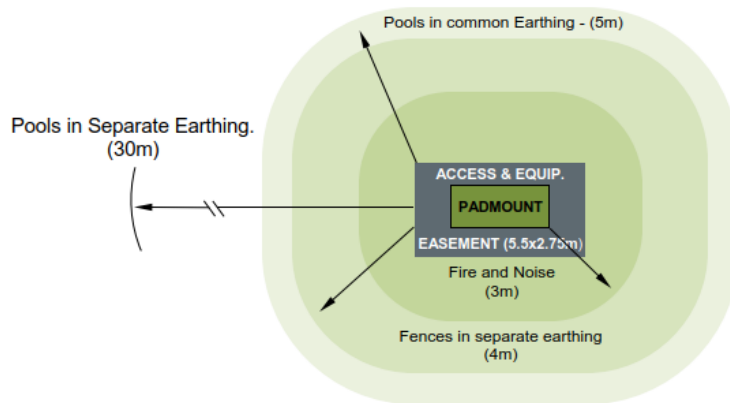 Pools in common Earthing - (5m)
Pools in Separate Earthing.
(30m)
ACCESS & EQUIP.
PADMOUNT
EASEMENT (5.5x2.75m)
Fire and Noise
(3m)
Fences in separate earthing
(4m)